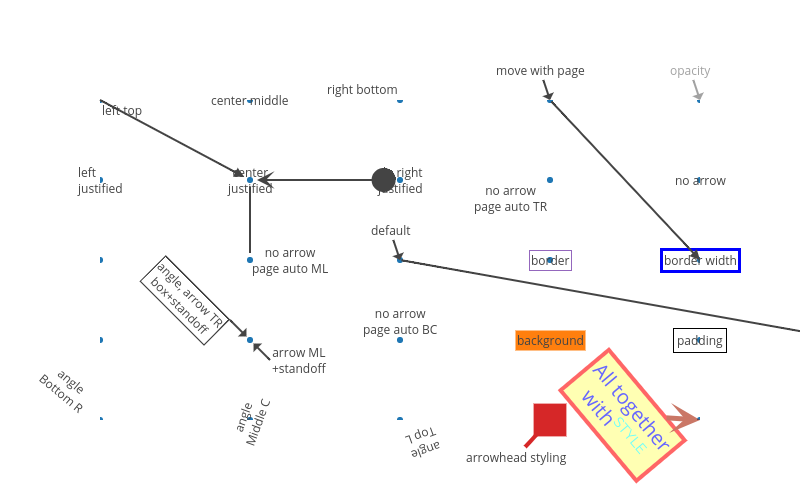 move with page
opacity
right bottom
center middle
left top
left
justified
center
justified
right
justified
no arrow
page auto TR
no arrow
default
no arrow
page auto ML
border
border width
angle, arrow TR
box+standoff
no arrow
page auto BC
background
padding
arrow ML
+standoff
angle
Bottom R
angle
Middle C
angle
Top L
arrowhead styling
All together
with STYLE